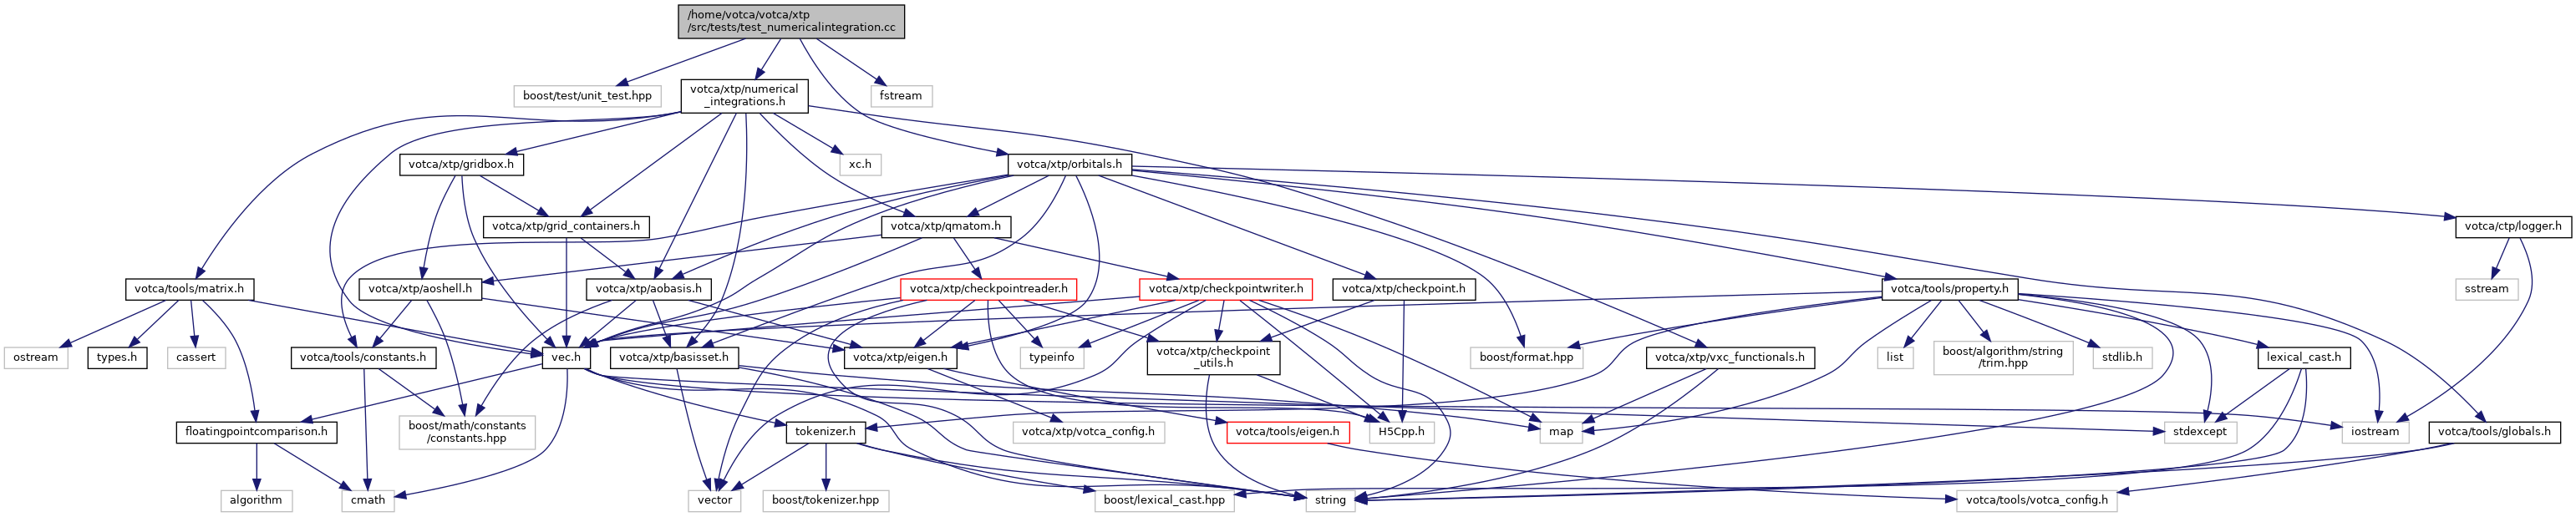 /home/votca/votca/xtp
/src/tests/test_numericalintegration.cc
boost/test/unit_test.hpp
votca/xtp/numerical
_integrations.h
fstream
votca/xtp/gridbox.h
xc.h
votca/xtp/orbitals.h
votca/xtp/grid_containers.h
votca/xtp/qmatom.h
votca/ctp/logger.h
votca/tools/matrix.h
votca/xtp/aoshell.h
votca/xtp/aobasis.h
votca/xtp/checkpointreader.h
votca/xtp/checkpointwriter.h
votca/xtp/checkpoint.h
votca/tools/property.h
sstream
ostream
types.h
cassert
votca/tools/constants.h
vec.h
votca/xtp/basisset.h
votca/xtp/eigen.h
typeinfo
votca/xtp/checkpoint
_utils.h
boost/format.hpp
votca/xtp/vxc_functionals.h
list
boost/algorithm/string
/trim.hpp
stdlib.h
lexical_cast.h
floatingpointcomparison.h
boost/math/constants
/constants.hpp
tokenizer.h
votca/xtp/votca_config.h
votca/tools/eigen.h
H5Cpp.h
map
stdexcept
iostream
votca/tools/globals.h
algorithm
cmath
vector
boost/tokenizer.hpp
boost/lexical_cast.hpp
string
votca/tools/votca_config.h